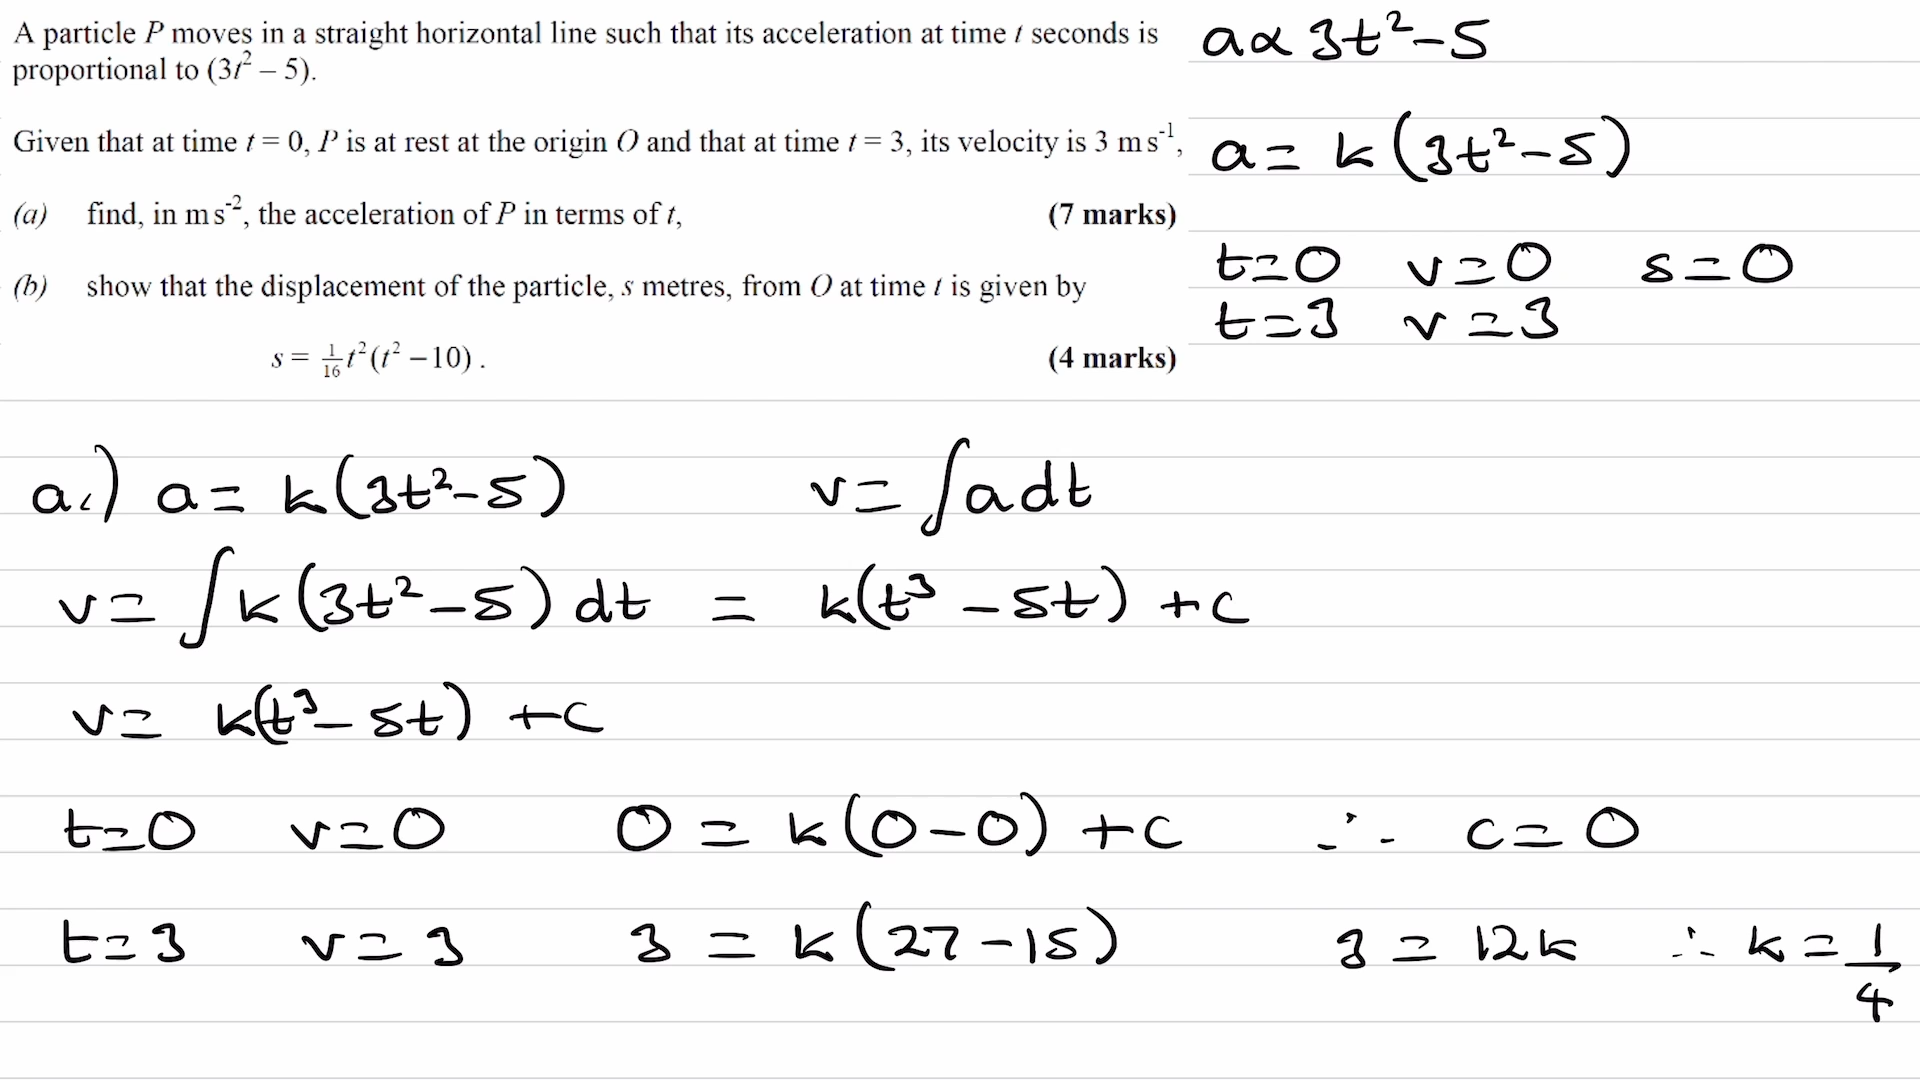 A particle P moves in a straight horizontal line such that its acceleration at time t seconds is
proportional to (3t² – 5).
Given that at time t = 0, P is at rest at the origin O and that at time t = 3, its velocity is 3 m s⁻¹,
(a) find, in m s⁻², the acceleration of P in terms of t, (7 marks)
(b) show that the displacement of the particle, s metres, from O at time t is given by
s = 1/16 t²(t² – 10) . (4 marks)
a ∝ 3t² – 5
a = k(3t² – 5)
t=0 v=0 s=0
t=3 v=3
a.) a = k(3t² – 5) v = ∫a dt
v = ∫k(3t² – 5) dt = k(t³ – 5t) + c
v = k(t³ – 5t) + c
t=0 v=0 0 = k(0–0) + c ∴ c = 0
t=3 v=3 3 = k(27–15) 3 = 12k ∴ k = 1/4